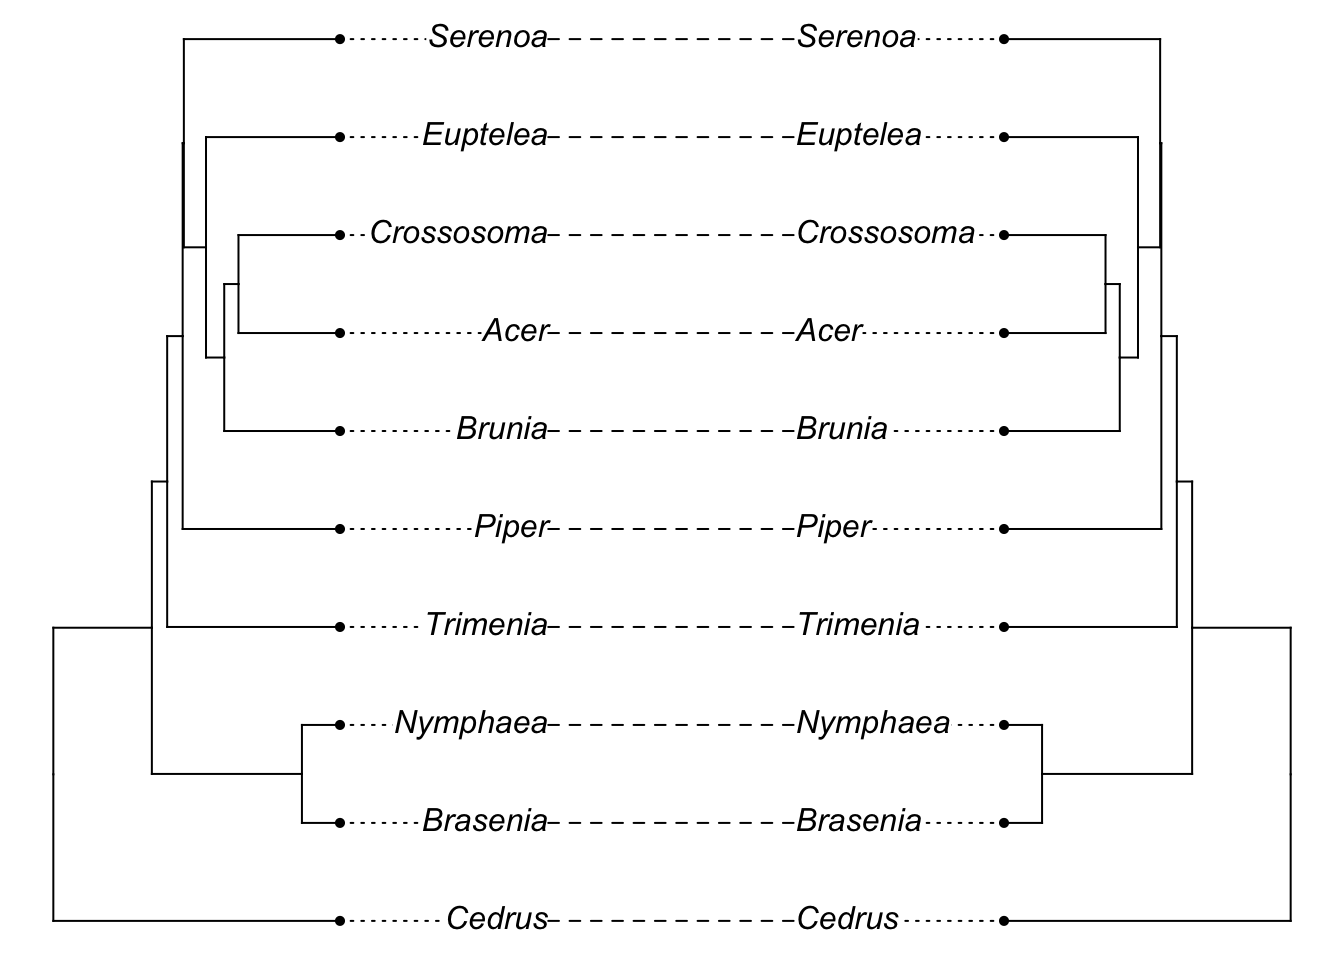 Serenoa Serenoa
Euptelea Euptelea
Crossosoma Crossosoma
Acer Acer
Brunia Brunia
Piper Piper
Trimenia Trimenia
Nymphaea Nymphaea
Brasenia Brasenia
Cedrus Cedrus